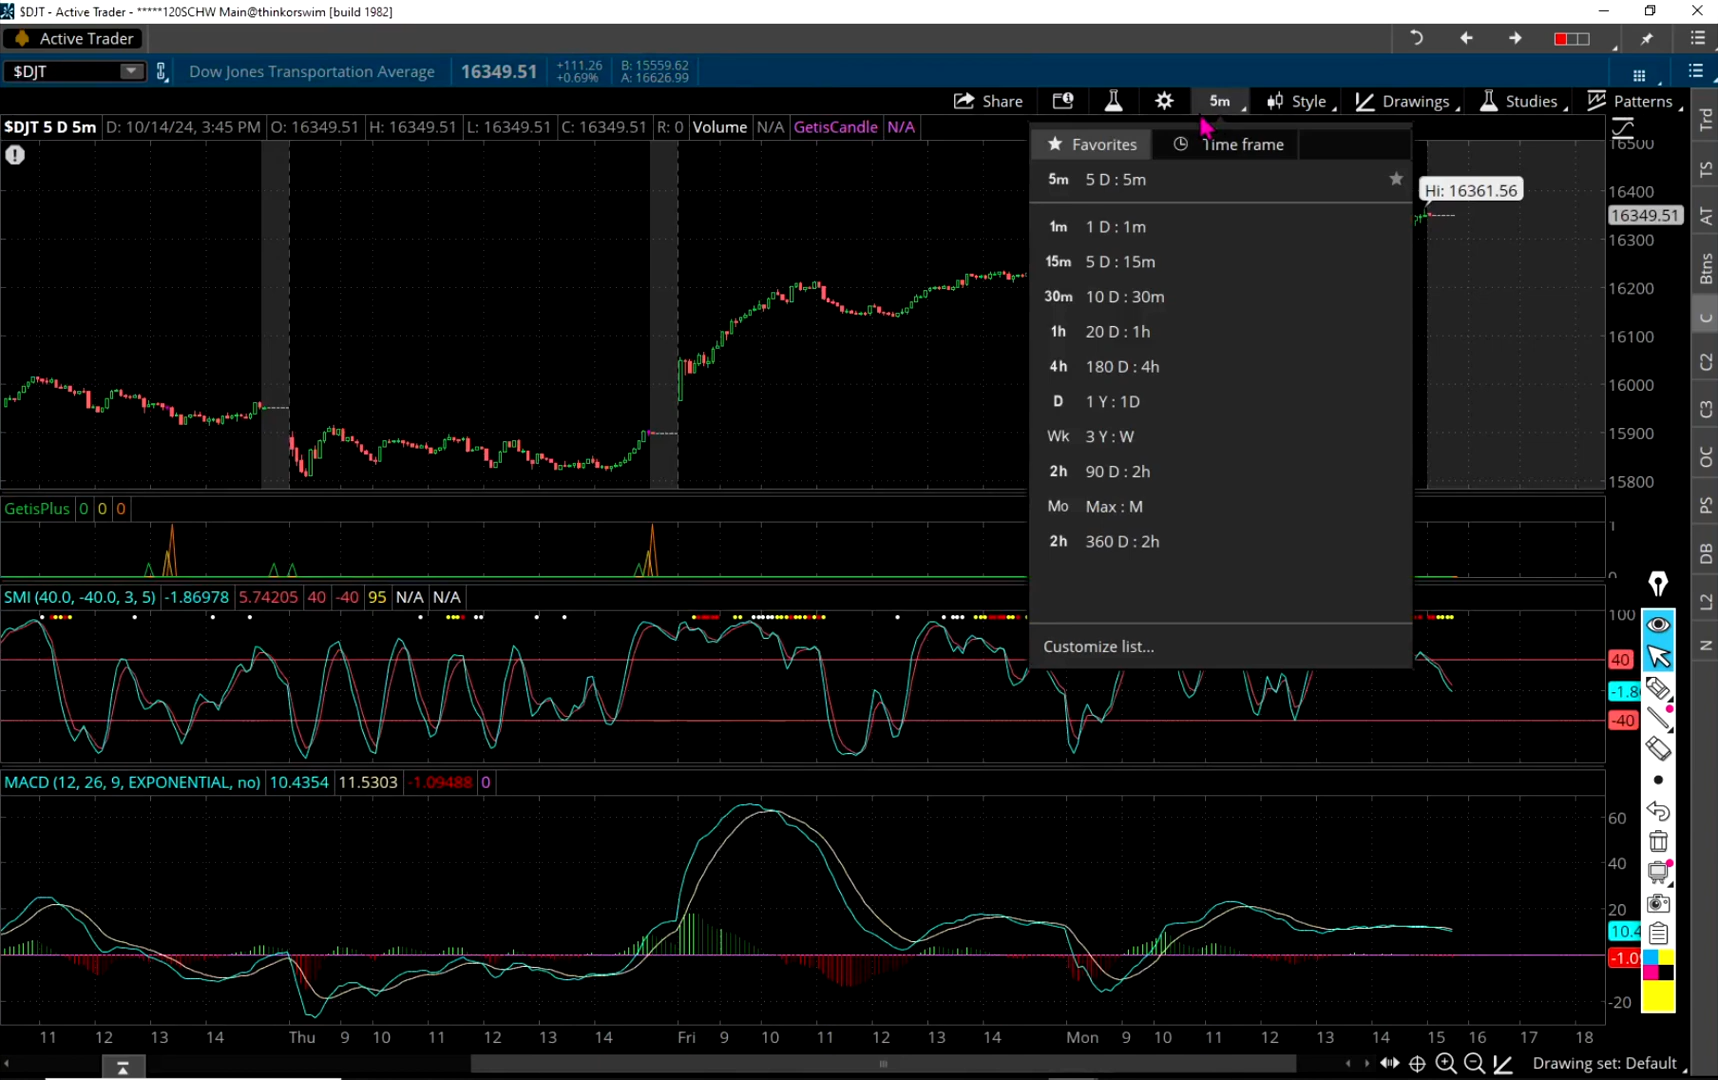 $DJT - Active Trader - *****120SCHW Main@thinkorswim [build 1982]
Active Trader
$DJT Dow Jones Transportation Average 16349.51 +111.26 +0.69% B: 15559.62 A: 16626.99
Share 5m Style Drawings Studies Patterns
$DJT 5 D 5m D: 10/14/24, 3:45 PM O: 16349.51 H: 16349.51 L: 16349.51 C: 16349.51 R: 0 Volume N/A GetisCandle N/A
Favorites Time frame
5m 5 D : 5m
1m 1 D : 1m
15m 5 D : 15m
30m 10 D : 30m
1h 20 D : 1h
4h 180 D : 4h
D 1 Y : 1D
Wk 3 Y : W
2h 90 D : 2h
Mo Max : M
2h 360 D : 2h
Customize list...
Hi: 16361.56
16500
16400
16349.51
16300
16200
16100
16000
15900
15800
GetisPlus 0 0 0
1
0
SMI (40.0, -40.0, 3, 5) -1.86978 5.74205 40 -40 95 N/A N/A
100
40
-1.8
-40
MACD (12, 26, 9, EXPONENTIAL, no) 10.4354 11.5303 -1.09488 0
60
40
20
10.4
-1.09
-20
11 12 13 14 Thu 9 10 11 12 13 14 Fri 9 10 11 12 13 14 Mon 9 10 11 12 13 14 15 16 17 18
Drawing set: Default
Trd
TS
AT
Btns
C
C2
C3
OC
PS
DB
L2
N